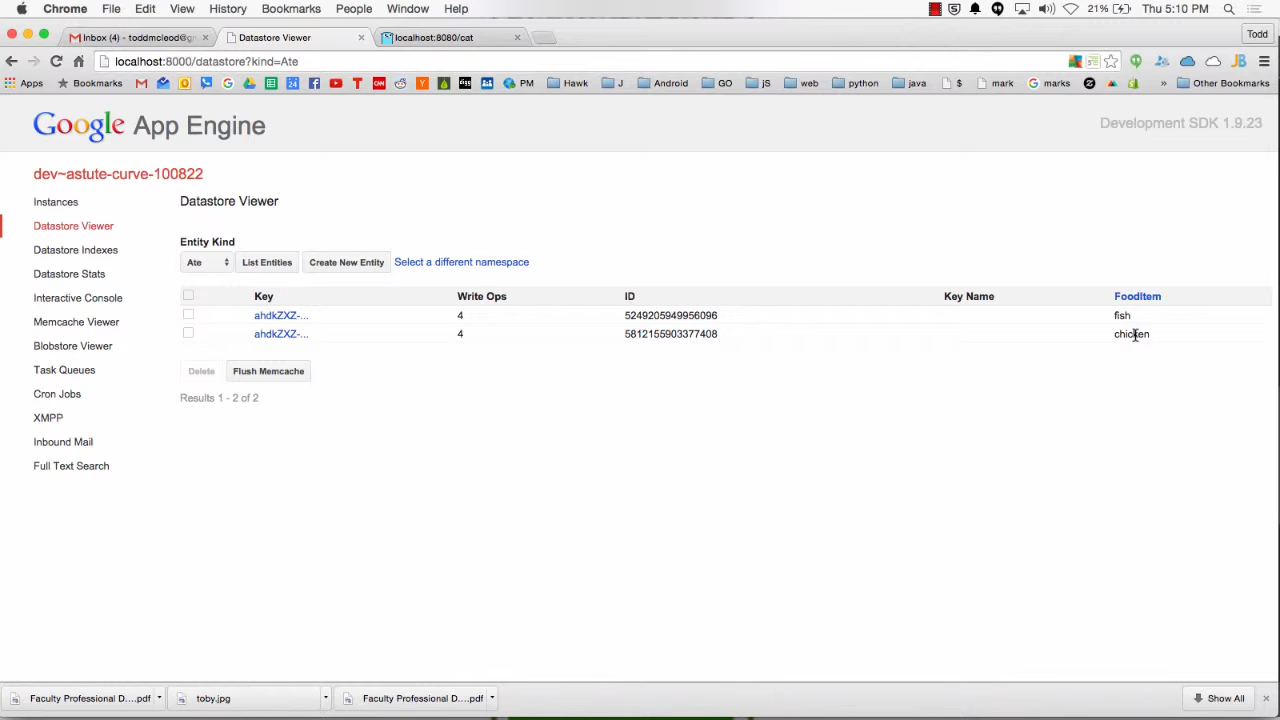 Chrome File Edit View History Bookmarks People Window Help 21% Thu 5:10 PM
Inbox (4) - toddmcleod@gr Datastore Viewer localhost:8080/cat Todd
localhost:8000/datastore?kind=Ate
Apps Bookmarks PM Hawk J Android GO jS web python java $ mark marks » Other Bookmarks
Google App Engine Development SDK 1.9.23
dev~astute-curve-100822
Instances
Datastore Viewer
Datastore Indexes
Datastore Stats
Interactive Console
Memcache Viewer
Blobstore Viewer
Task Queues
Cron Jobs
XMPP
Inbound Mail
Full Text Search
Datastore Viewer
Entity Kind
Ate List Entities Create New Entity Select a different namespace
Key Write Ops ID Key Name FoodItem
ahdkZXZ-... 4 5249205949956096 fish
ahdkZXZ-... 4 5812155903377408 chicken
Delete Flush Memcache
Results 1 - 2 of 2
Faculty Professional D....pdf toby.jpg Faculty Professional D....pdf Show All